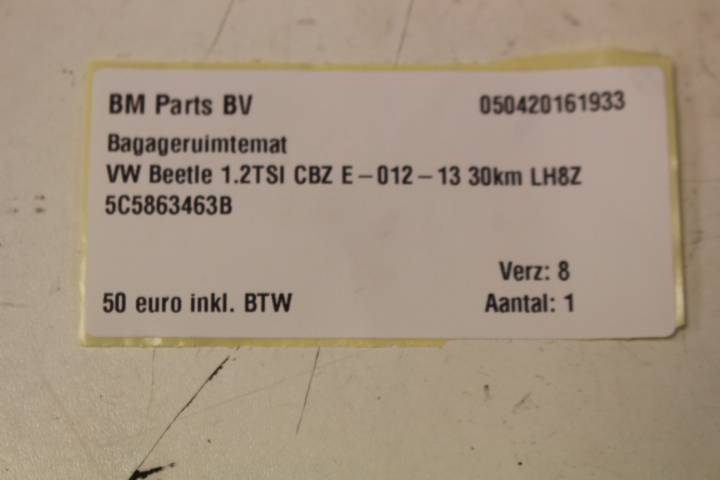 BM Parts BV 050420161933
Bagageruimtemat
VW Beetle 1.2TSI CBZ E-012-13 30km LH8Z
5C5863463B
Verz: 8
50 euro inkl. BTW Aantal: 1